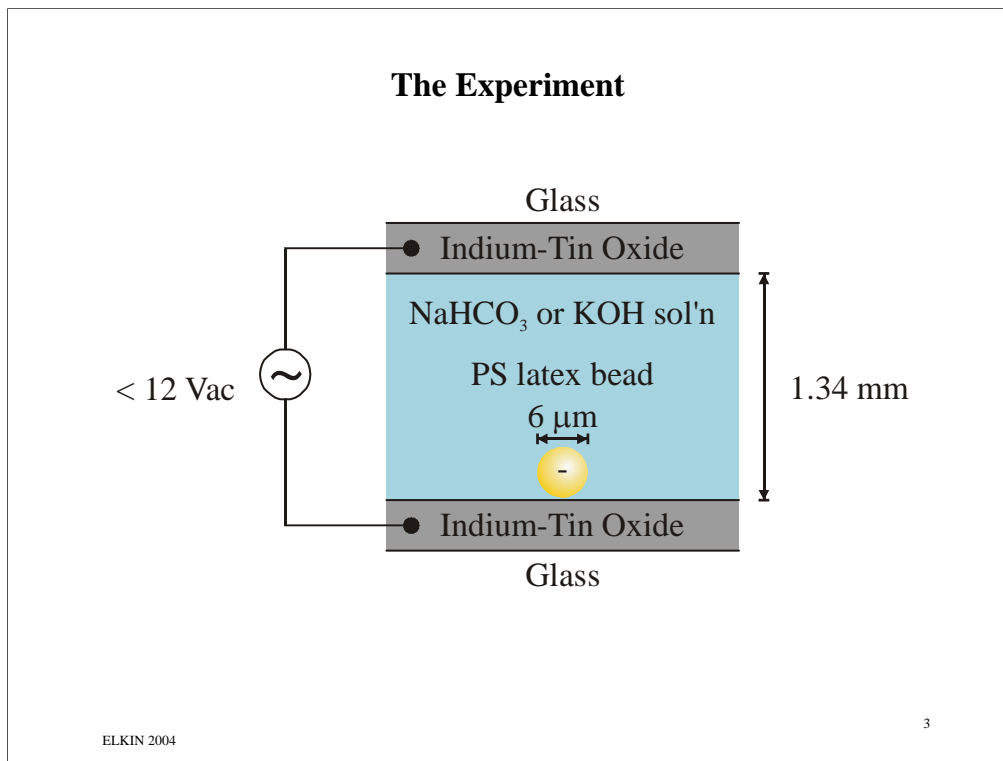 The Experiment
Glass
Indium-Tin Oxide
NaHCO₃ or KOH sol'n
PS latex bead
< 12 Vac
~
6 μm
1.34 mm
-
Indium-Tin Oxide
Glass
3
ELKIN 2004